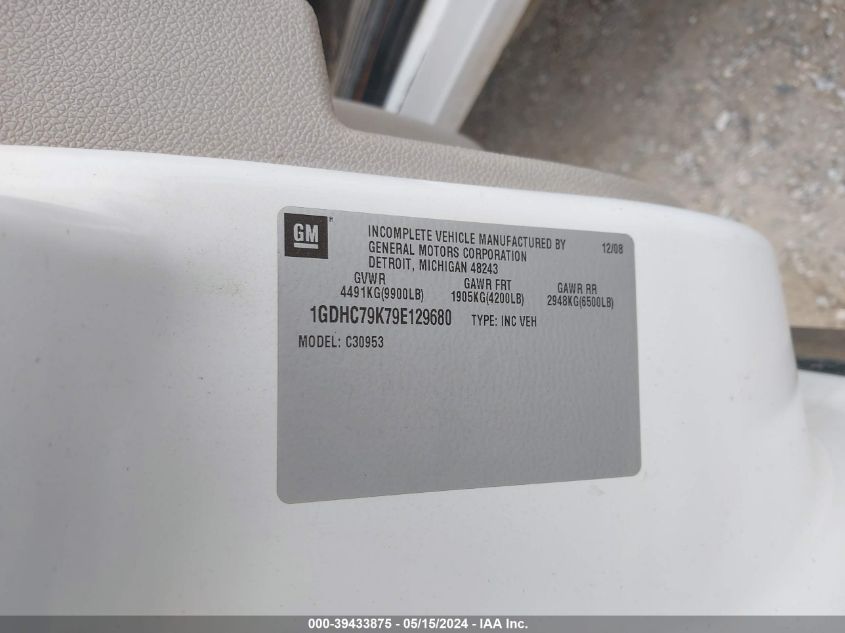 GM
INCOMPLETE VEHICLE MANUFACTURED BY 12/08
GENERAL MOTORS CORPORATION
DETROIT, MICHIGAN 48243
GVWR GAWR FRT GAWR RR
4491KG(9900LB) 1905KG(4200LB) 2948KG(6500LB)
1GDHC79K79E129680 TYPE: INC VEH
MODEL: C30953
000-39433875 - 05/15/2024 - IAA Inc.